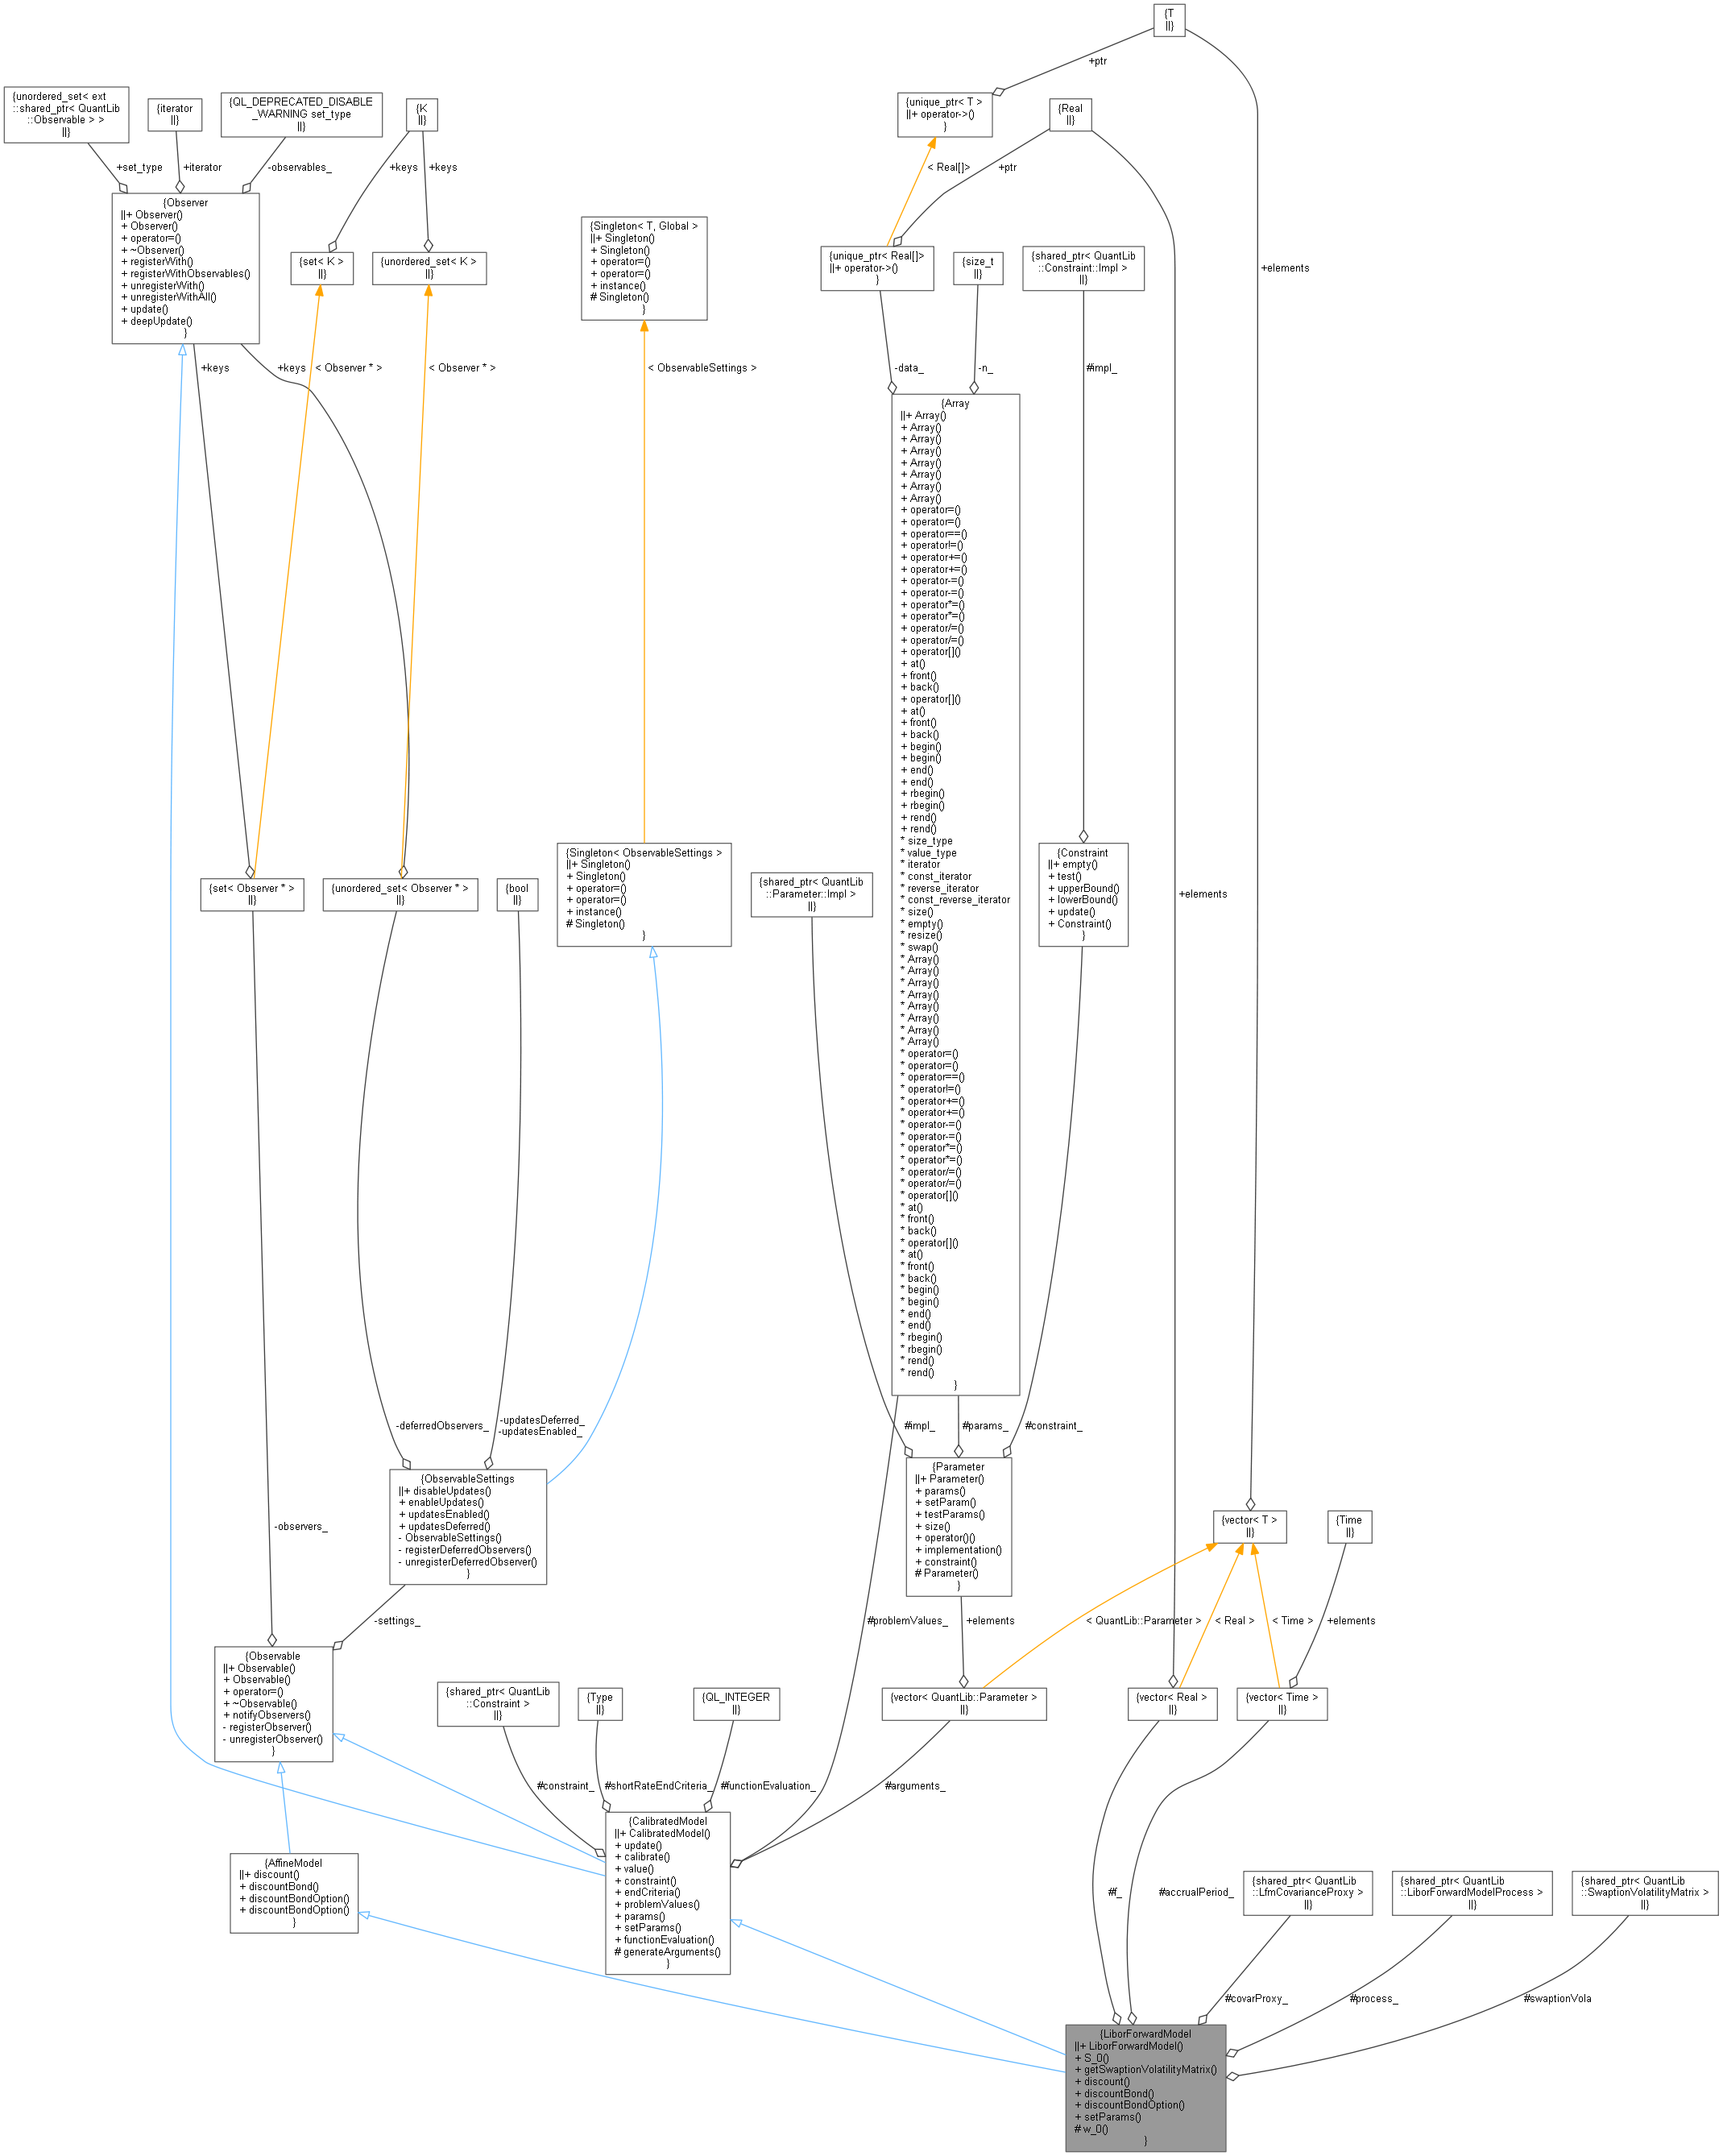 {T
||}
+ptr
{unordered_set< ext
::shared_ptr< QuantLib
::Observable > >
||}
{iterator
||}
{QL_DEPRECATED_DISABLE
_WARNING set_type
||}
{K
||}
{unique_ptr< T >
||+ operator->()
}
{Real
||}
+set_type
+iterator
-observables_
+keys
+keys
< Real[]>
+ptr
{Observer
||+ Observer()
+ Observer()
+ operator=()
+ ~Observer()
+ registerWith()
+ registerWithObservables()
+ unregisterWith()
+ unregisterWithAll()
+ update()
+ deepUpdate()
}
{set< K >
||}
{unordered_set< K >
||}
{Singleton< T, Global >
||+ Singleton()
+ Singleton()
+ operator=()
+ operator=()
+ instance()
# Singleton()
}
{unique_ptr< Real[]>
||+ operator->()
}
{size_t
||}
{shared_ptr< QuantLib
::Constraint::Impl >
||}
+elements
+keys
+keys
< Observer * >
< Observer * >
< ObservableSettings >
-data_
-n_
#impl_
{Array
||+ Array()
+ Array()
+ Array()
+ Array()
+ Array()
+ Array()
+ Array()
+ Array()
+ operator=()
+ operator=()
+ operator==()
+ operator!=()
+ operator+=()
+ operator+=()
+ operator-=()
+ operator-=()
+ operator*=()
+ operator*=()
+ operator/=()
+ operator/=()
+ operator[]()
+ at()
+ front()
+ back()
+ operator[]()
+ at()
+ front()
+ back()
+ begin()
+ begin()
+ end()
+ end()
+ rbegin()
+ rbegin()
+ rend()
+ rend()
* size_type
* value_type
* iterator
* const_iterator
* reverse_iterator
* const_reverse_iterator
* size()
* empty()
* resize()
* swap()
* Array()
* Array()
* Array()
* Array()
* Array()
* Array()
* Array()
* Array()
* operator=()
* operator=()
* operator==()
* operator!=()
* operator+=()
* operator+=()
* operator-=()
* operator-=()
* operator*=()
* operator*=()
* operator/=()
* operator/=()
* operator[]()
* at()
* front()
* back()
* operator[]()
* at()
* front()
* back()
* begin()
* begin()
* end()
* end()
* rbegin()
* rbegin()
* rend()
* rend()
}
{set< Observer * >
||}
{unordered_set< Observer * >
||}
{bool
||}
{Singleton< ObservableSettings >
||+ Singleton()
+ Singleton()
+ operator=()
+ operator=()
+ instance()
# Singleton()
}
{shared_ptr< QuantLib
::Parameter::Impl >
||}
{Constraint
||+ empty()
+ test()
+ upperBound()
+ lowerBound()
+ update()
+ Constraint()
}
+elements
-deferredObservers_
-updatesDeferred_
-updatesEnabled_
#impl_
#params_
#constraint_
{ObservableSettings
||+ disableUpdates()
+ enableUpdates()
+ updatesEnabled()
+ updatesDeferred()
- ObservableSettings()
- registerDeferredObservers()
- unregisterDeferredObserver()
}
{Parameter
||+ Parameter()
+ params()
+ setParam()
+ testParams()
+ size()
+ operator()()
+ implementation()
+ constraint()
# Parameter()
}
{vector< T >
||}
{Time
||}
-observers_
-settings_
#problemValues_
+elements
< QuantLib::Parameter >
< Real >
< Time >
+elements
{Observable
||+ Observable()
+ Observable()
+ operator=()
+ ~Observable()
+ notifyObservers()
- registerObserver()
- unregisterObserver()
}
{shared_ptr< QuantLib
::Constraint >
||}
{Type
||}
{QL_INTEGER
||}
{vector< QuantLib::Parameter >
||}
{vector< Real >
||}
{vector< Time >
||}
#constraint_
#shortRateEndCriteria_
#functionEvaluation_
#arguments_
{CalibratedModel
||+ CalibratedModel()
+ update()
+ calibrate()
+ value()
+ constraint()
+ endCriteria()
+ problemValues()
+ params()
+ setParams()
+ functionEvaluation()
# generateArguments()
}
{AffineModel
||+ discount()
+ discountBond()
+ discountBondOption()
+ discountBondOption()
}
#f_
#accrualPeriod_
{shared_ptr< QuantLib
::LfmCovarianceProxy >
||}
{shared_ptr< QuantLib
::LiborForwardModelProcess >
||}
{shared_ptr< QuantLib
::SwaptionVolatilityMatrix >
||}
#covarProxy_
#process_
#swaptionVola
{LiborForwardModel
||+ LiborForwardModel()
+ S_0()
+ getSwaptionVolatilityMatrix()
+ discount()
+ discountBond()
+ discountBondOption()
+ setParams()
# w_0()
}